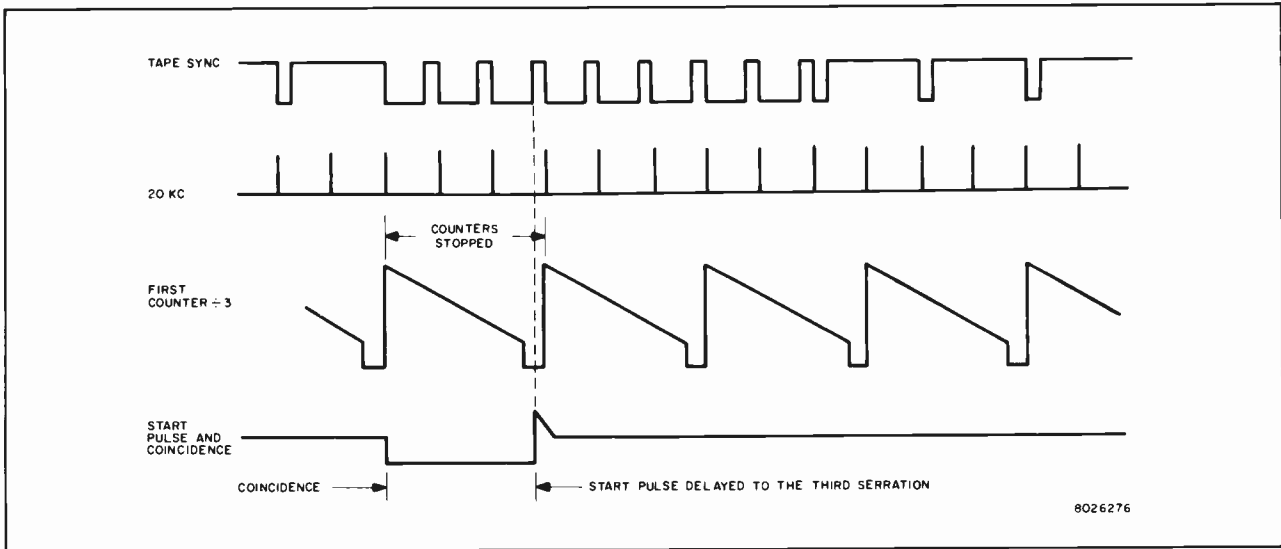 TAPE SYNC
20 KC
COUNTERS
STOPPED
FIRST
COUNTER ÷ 3
START
PULSE AND
COINCIDENCE
COINCIDENCE
START PULSE DELAYED TO THE THIRD SERRATION
8026276